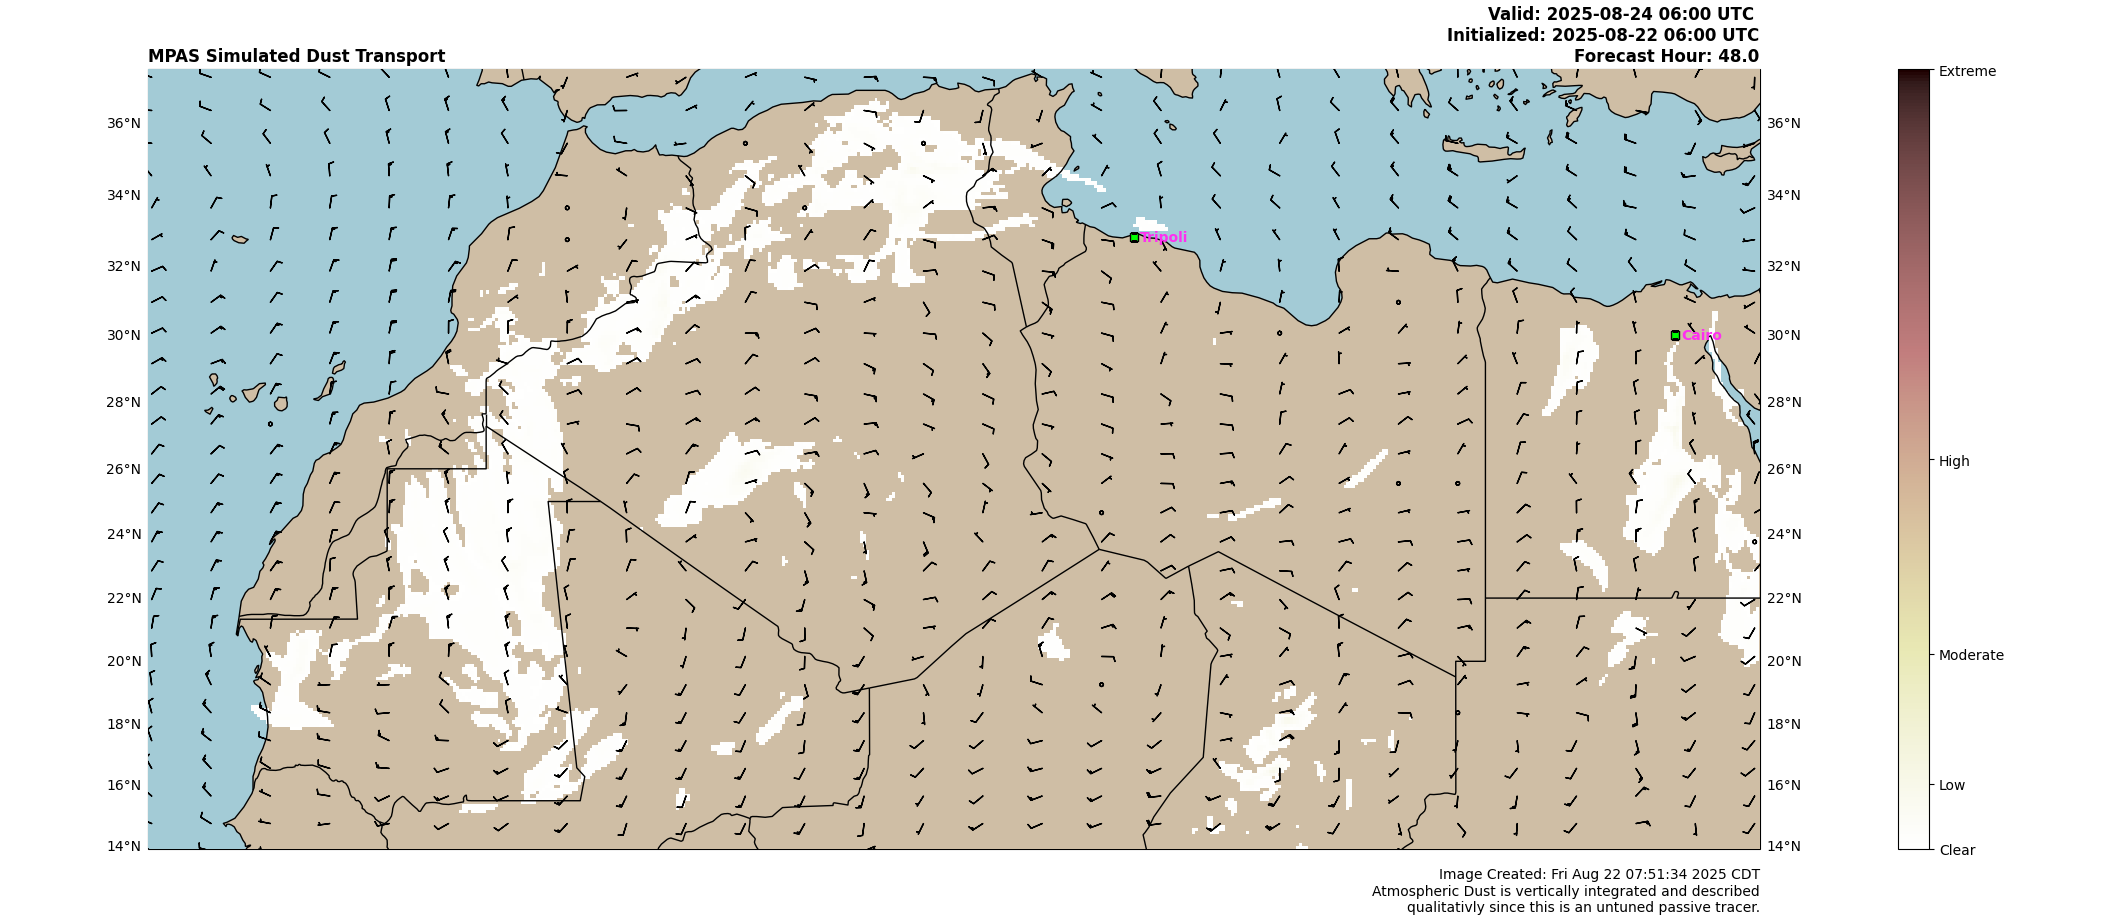 Valid: 2025-08-24 06:00 UTC
Initialized: 2025-08-22 06:00 UTC
MPAS Simulated Dust Transport
Forecast Hour: 48.0
Extreme
36°N
36°N
34°N
34°N
Tripoli
32°N
32°N
30°N
Cairo
30°N
28°N
28°N
26°N
26°N
High
24°N
24°N
22°N
22°N
20°N
20°N
Moderate
18°N
18°N
16°N
16°N
Low
14°N
14°N
Clear
Image Created: Fri Aug 22 07:51:34 2025 CDT
Atmospheric Dust is vertically integrated and described
qualitativly since this is an untuned passive tracer.